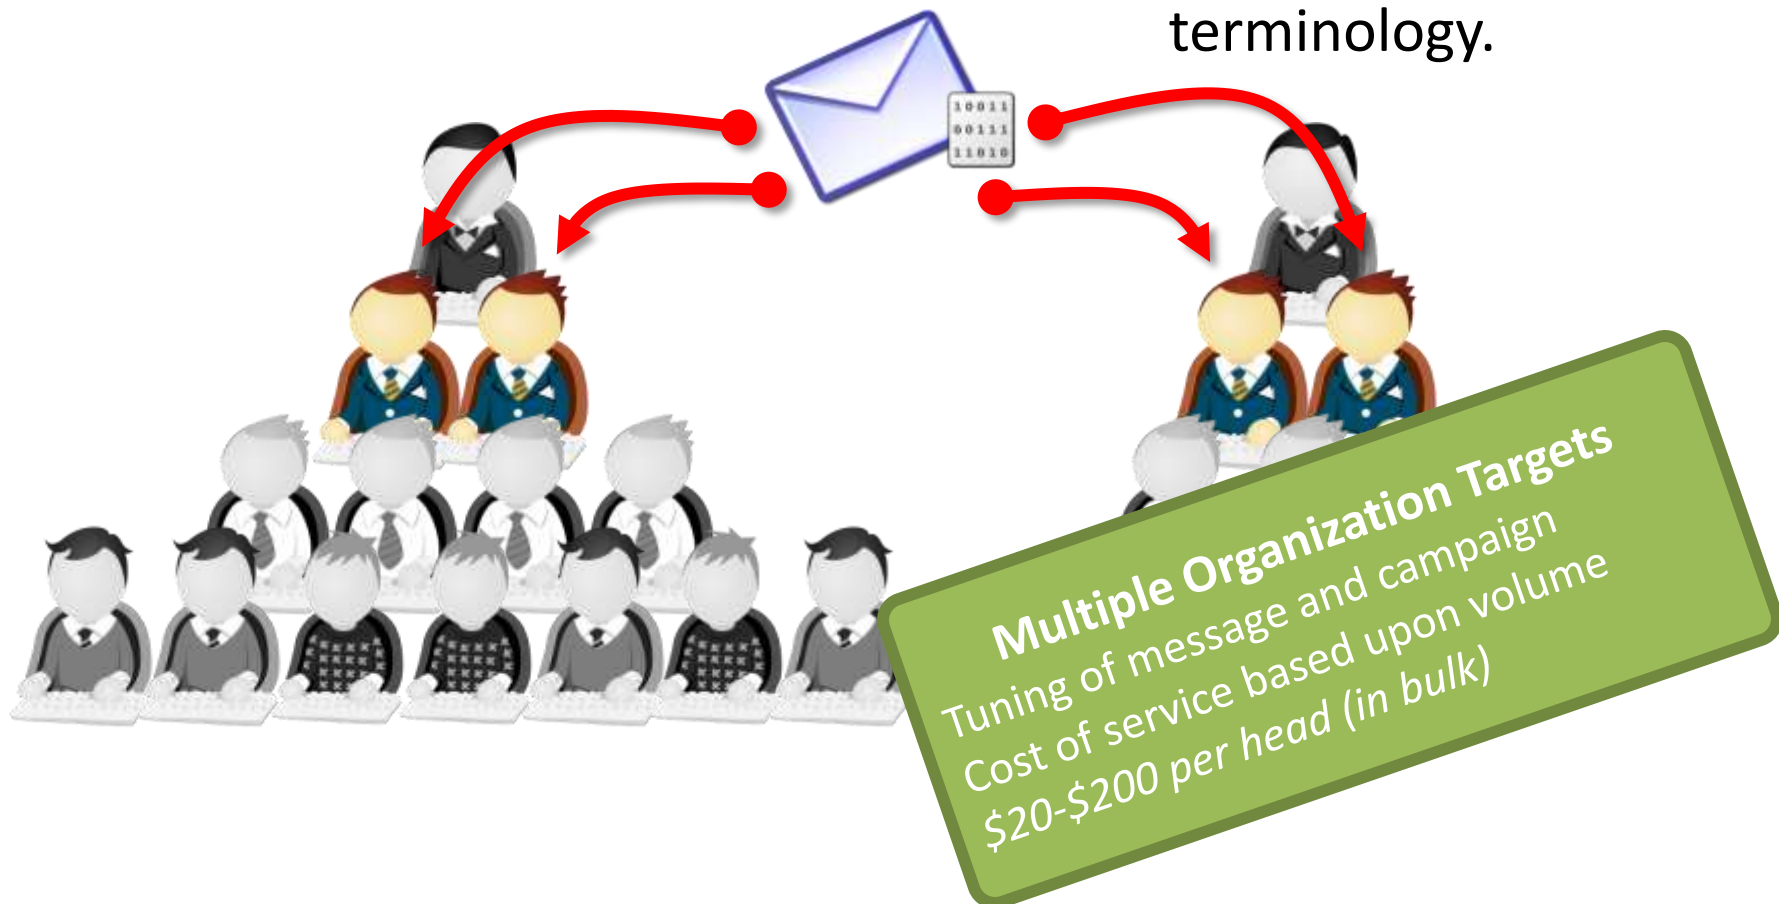 terminology.
10011
00111
11010
Multiple Organization Targets
Tuning of message and campaign
Cost of service based upon volume
$20-$200 per head (in bulk)